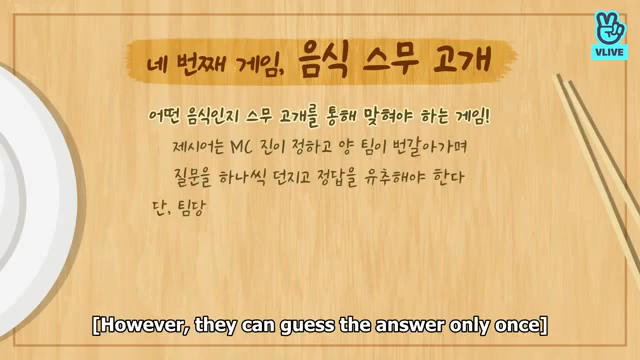 VLIVE
네 번째 게임, 음식 스무 고개
어떤 음식인지 스무 고개를 통해 맞혀야 하는 게임!
제시어는 MC 진이 정하고 양 팀이 번갈아가며
질문을 하나씩 던지고 정답을 유추해야 한다
단, 팀당
[However, they can guess the answer only once]